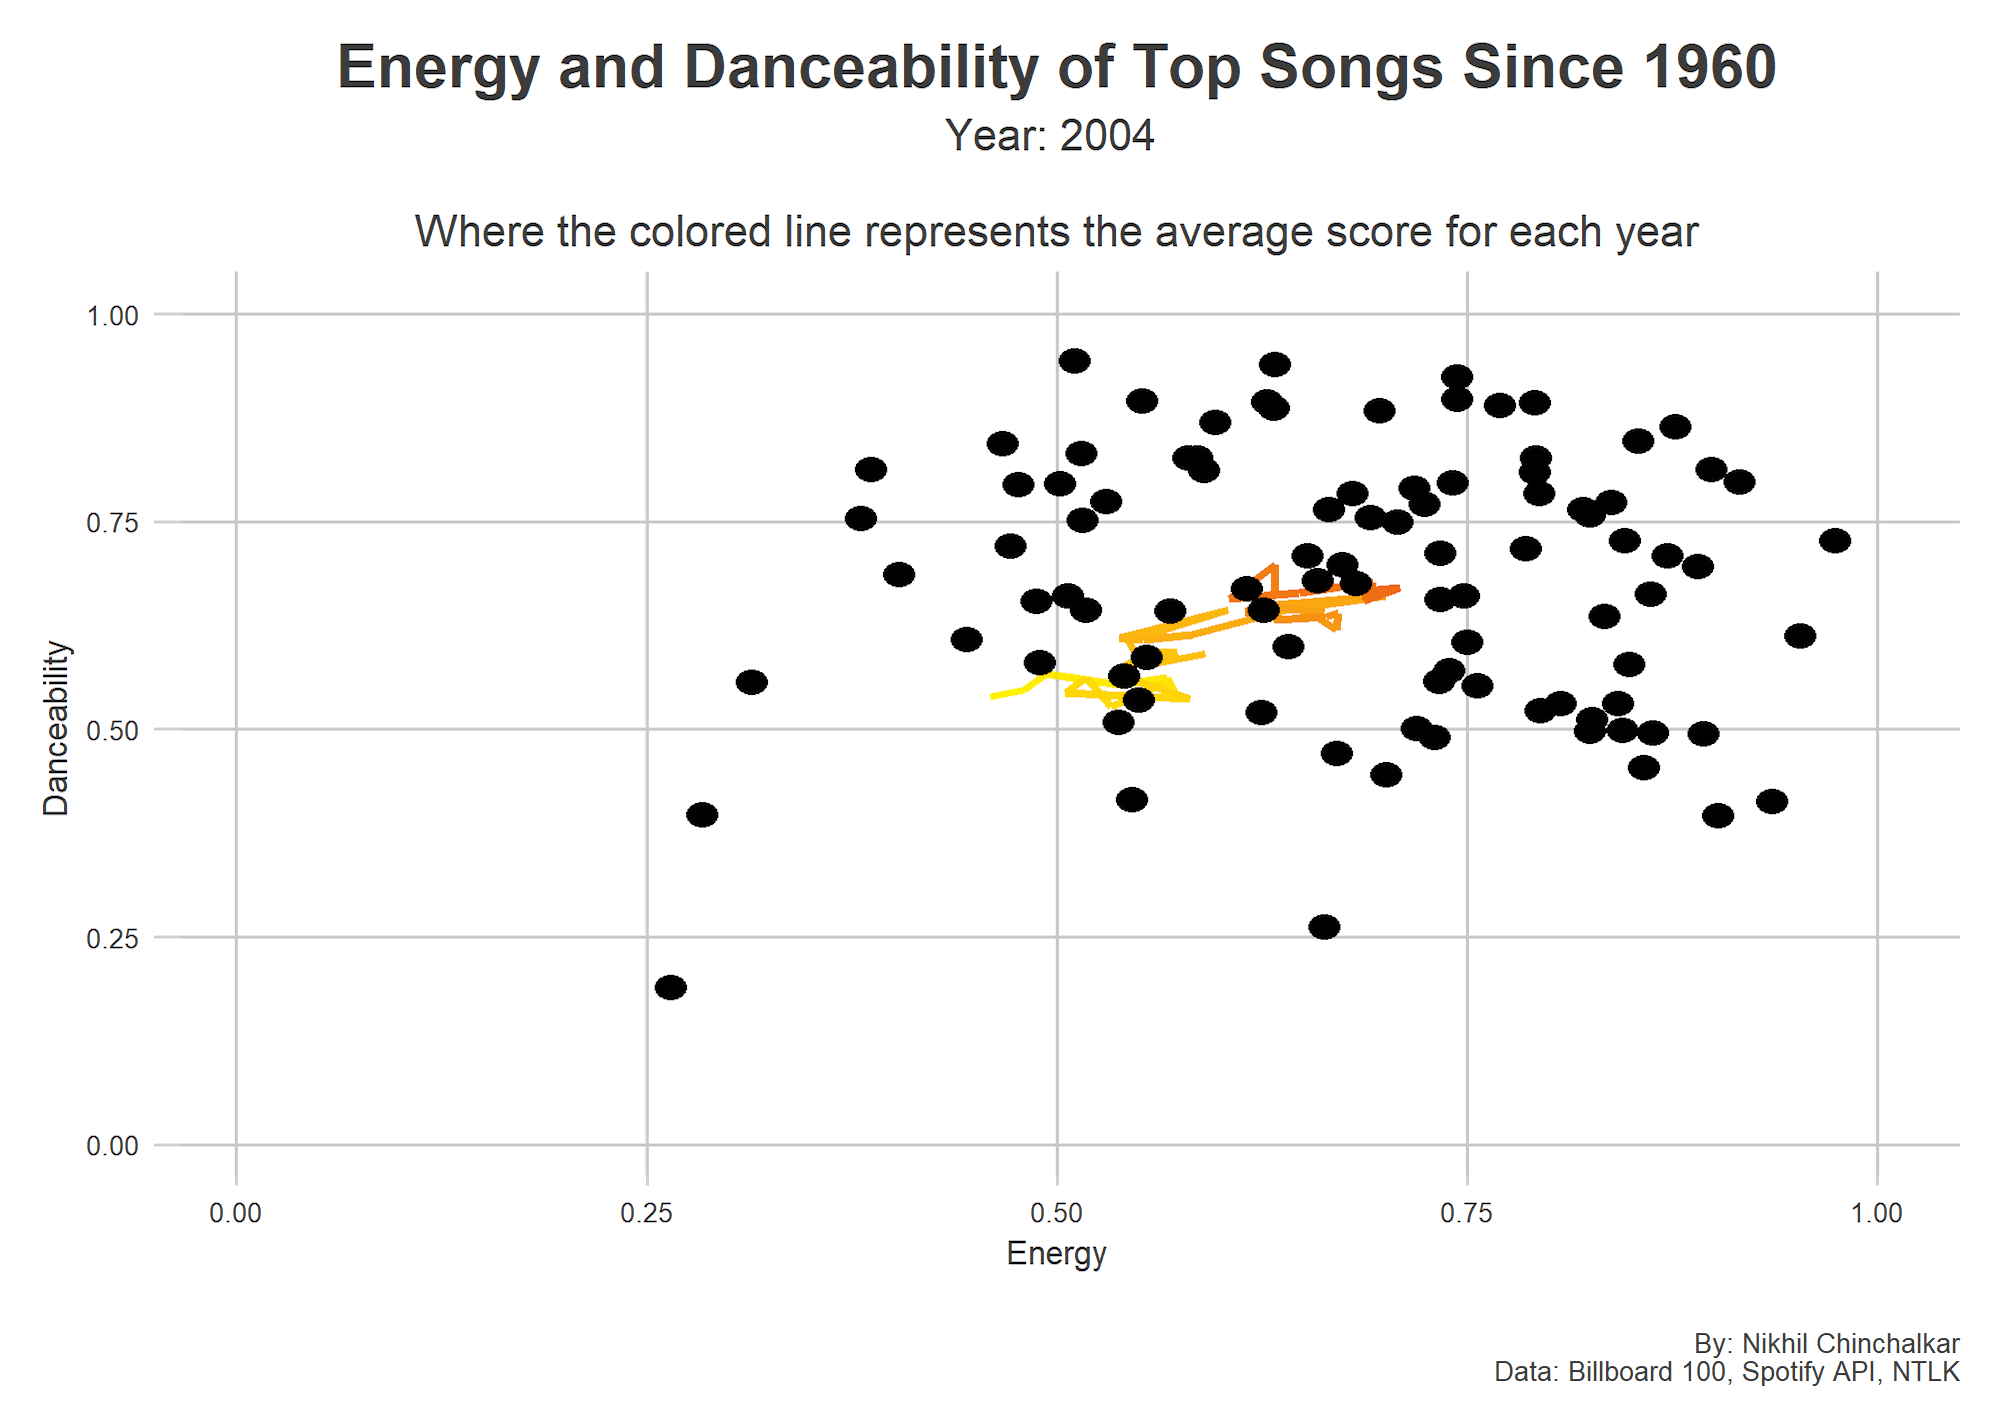 Energy and Danceability of Top Songs Since 1960
Year: 2004
Where the colored line represents the average score for each year
1.00
0.75
0.50
0.25
0.00
Danceability
0.00 0.25 0.50 0.75 1.00
Energy
By: Nikhil Chinchalkar
Data: Billboard 100, Spotify API, NTLK